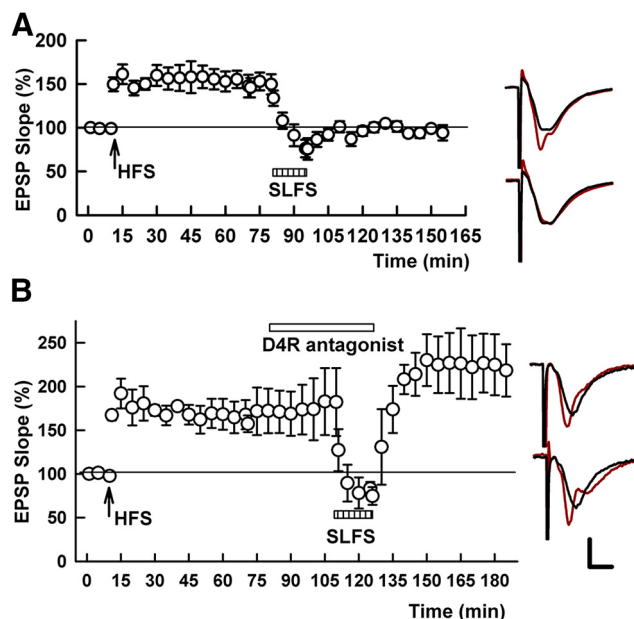 A
EPSP Slope (%)
200
150
100
50
0
HFS
SLFS
0 15 30 45 60 75 90 105 120 135 150 165
Time (min)
B
EPSP Slope (%)
250
200
150
100
50
0
D4R antagonist
HFS
SLFS
0 15 30 45 60 75 90 105 120 135 150 165 180
Time (min)